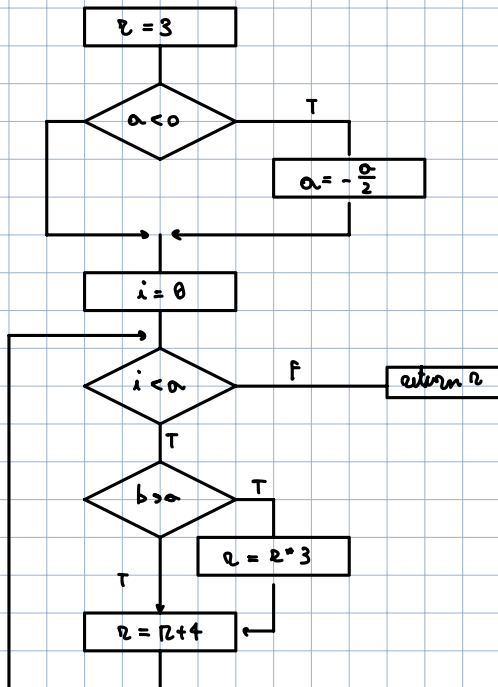 r = 3
a < 0
T
a = - a/2
i = 0
i < a
F
return r
T
b > a
T
r = r * 3
T
r = r + 4